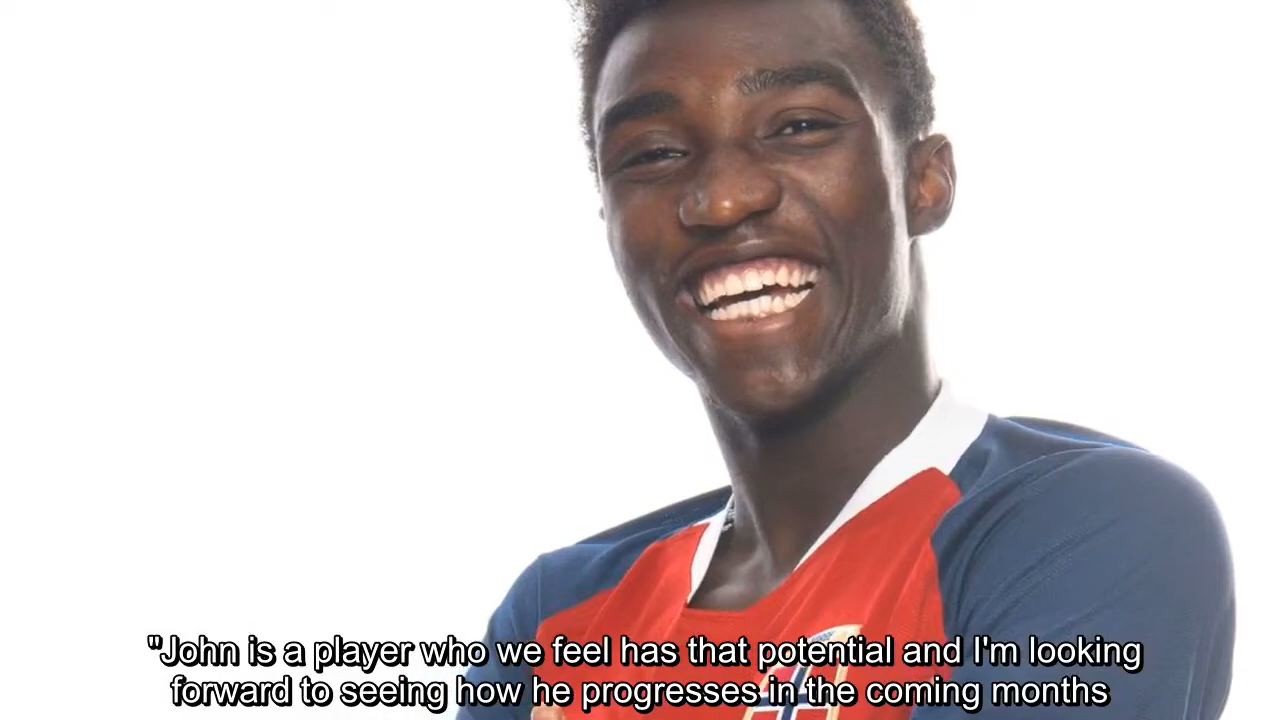 "John is a player who we feel has that potential and I'm looking
forward to seeing how he progresses in the coming months